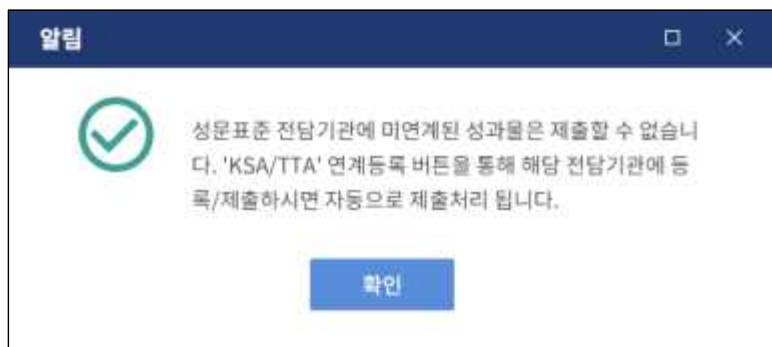 알림
성문표준 전담기관에 미연계된 성과물은 제출할 수 없습니
다. 'KSA/TTA' 연계등록 버튼을 통해 해당 전담기관에 등
록/제출하시면 자동으로 제출처리 됩니다.
확인